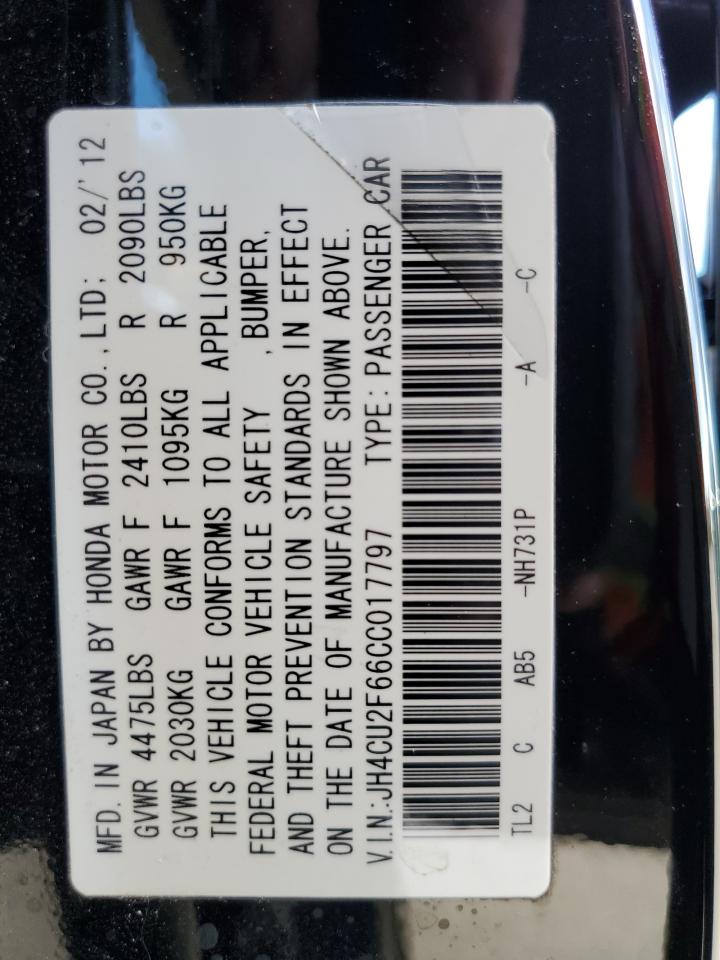 MFD. IN JAPAN BY HONDA MOTOR CO., LTD; 02/'12
GVWR 4475LBS GAWR F 2410LBS R 2090LBS
GVWR 2030KG GAWR F 1095KG R 950KG
THIS VEHICLE CONFORMS TO ALL APPLICABLE
FEDERAL MOTOR VEHICLE SAFETY , BUMPER,
AND THEFT PREVENTION STANDARDS IN EFFECT
ON THE DATE OF MANUFACTURE SHOWN ABOVE.
V.I.N.:JH4CU2F66CC017797 TYPE: PASSENGER CAR
TL2 C AB5 -NH731P -A -C